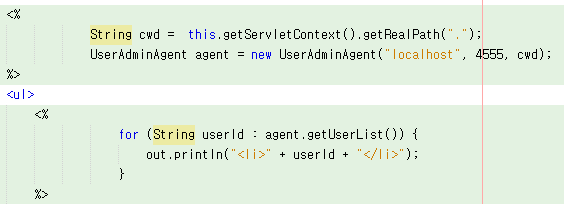 <%
String cwd =  this.getServletContext().getRealPath(".");
UserAdminAgent agent = new UserAdminAgent("localhost", 4555, cwd);
%>
<ul>
<%
for (String userId : agent.getUserList()) {
out.println("<li>" + userId + "</li>");
}
%>